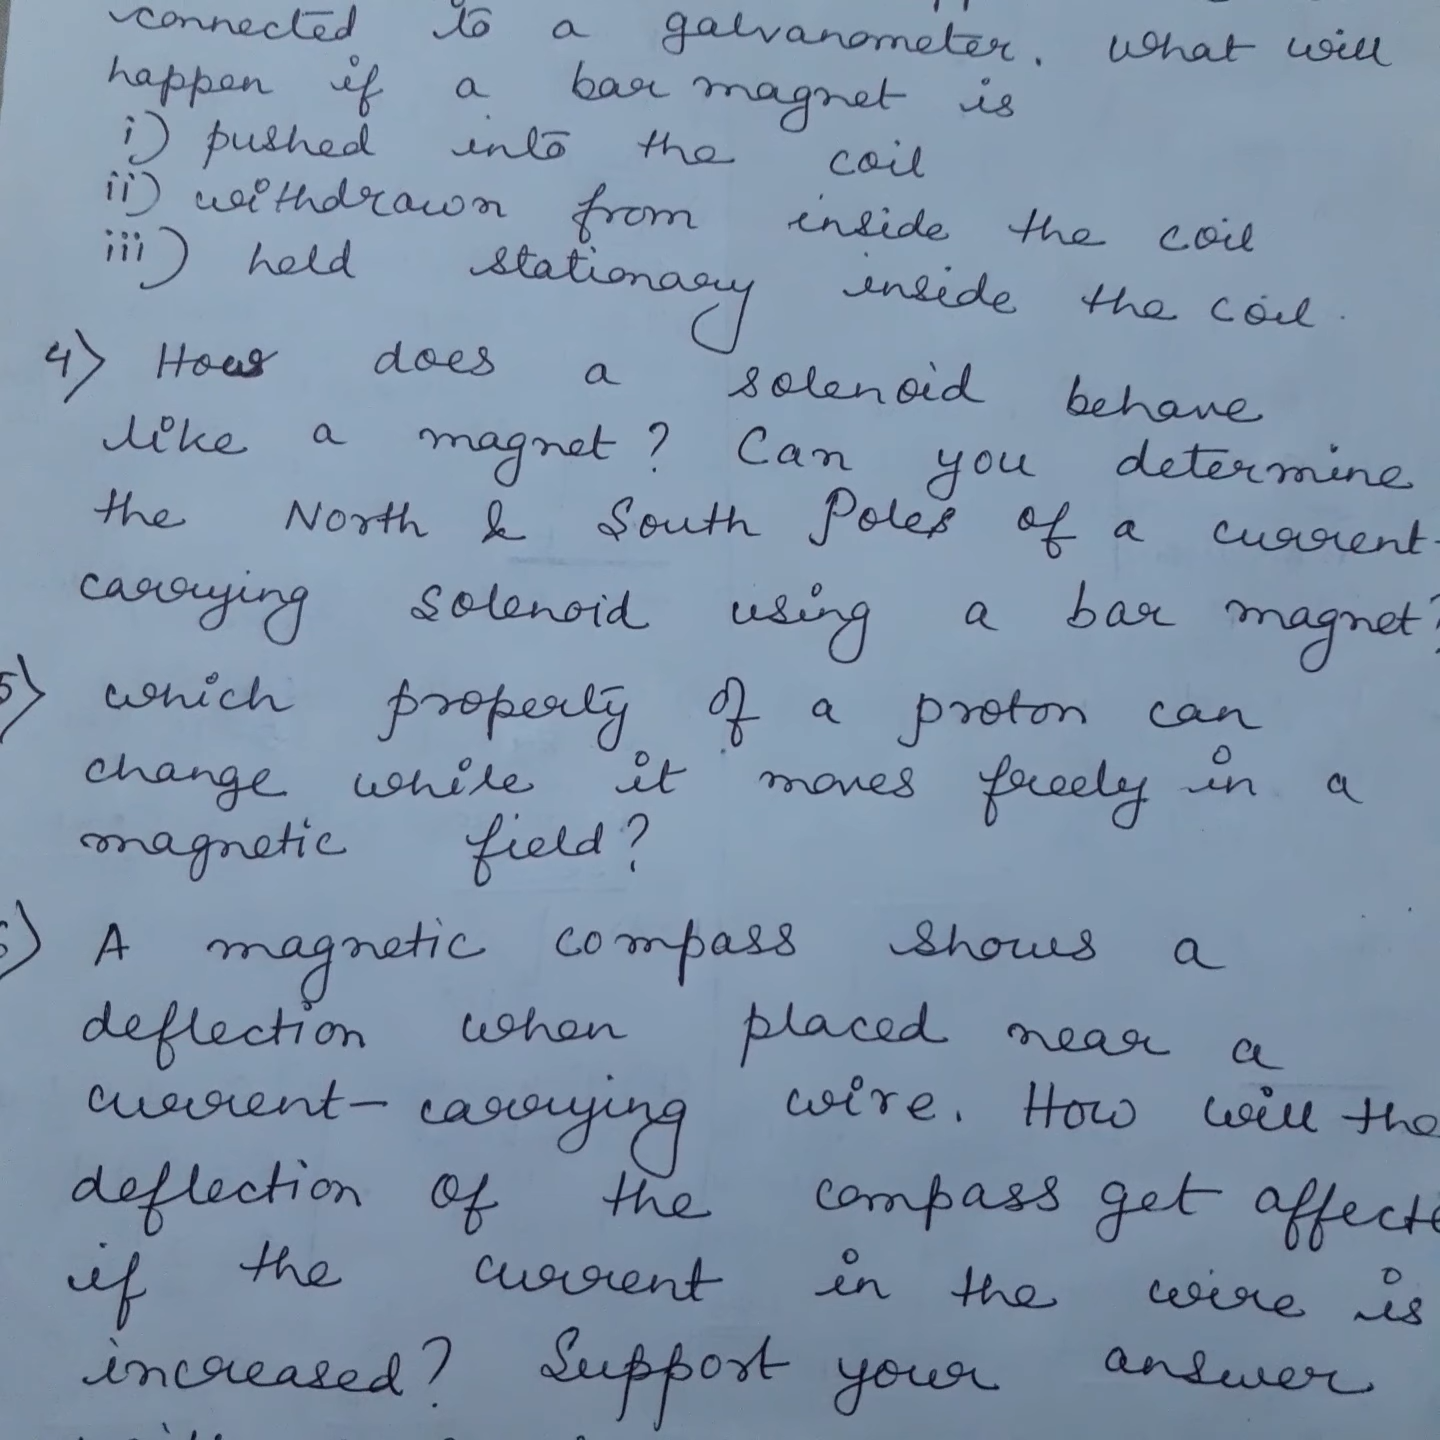 connected to a galvanometer. What will
happen if a bar magnet is
i) pushed into the coil
ii) withdrawn from inside the coil
iii) held stationary inside the coil.
4) How does a solenoid behave
like a magnet? Can you determine
the North & South Poles of a current-
carrying solenoid using a bar magnet?
5) which property of a proton can
change while it moves freely in a
magnetic field?
6) A magnetic compass shows a
deflection when placed near a
current-carrying wire. How will the
deflection of the compass get affecte
if the current in the wire is
increased? Support your answer